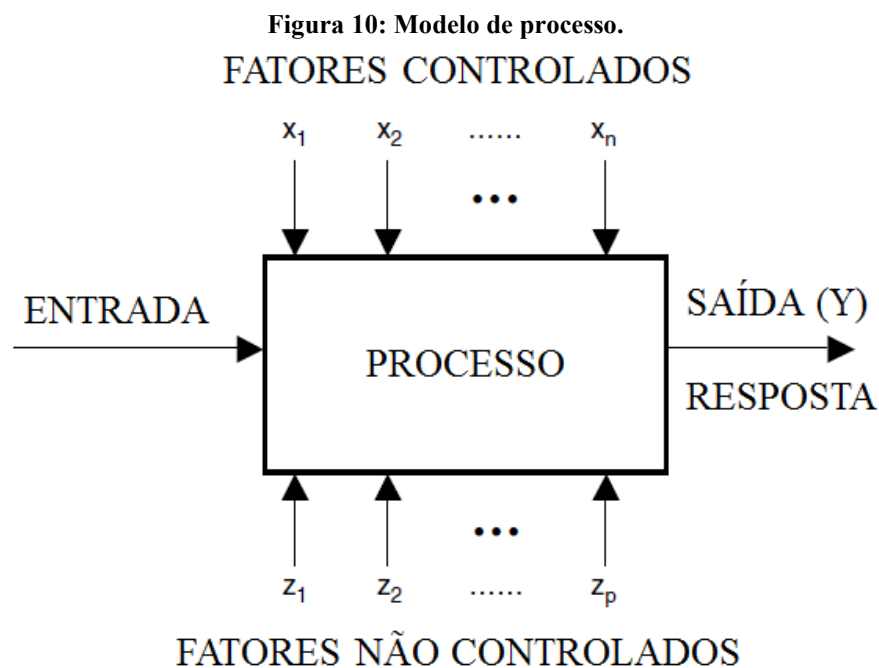 Figura 10: Modelo de processo.
FATORES CONTROLADOS
x1 x2 ...... xn
...
ENTRADA
PROCESSO
SAÍDA (Y)
RESPOSTA
...
z1 z2 ...... zp
FATORES NÃO CONTROLADOS